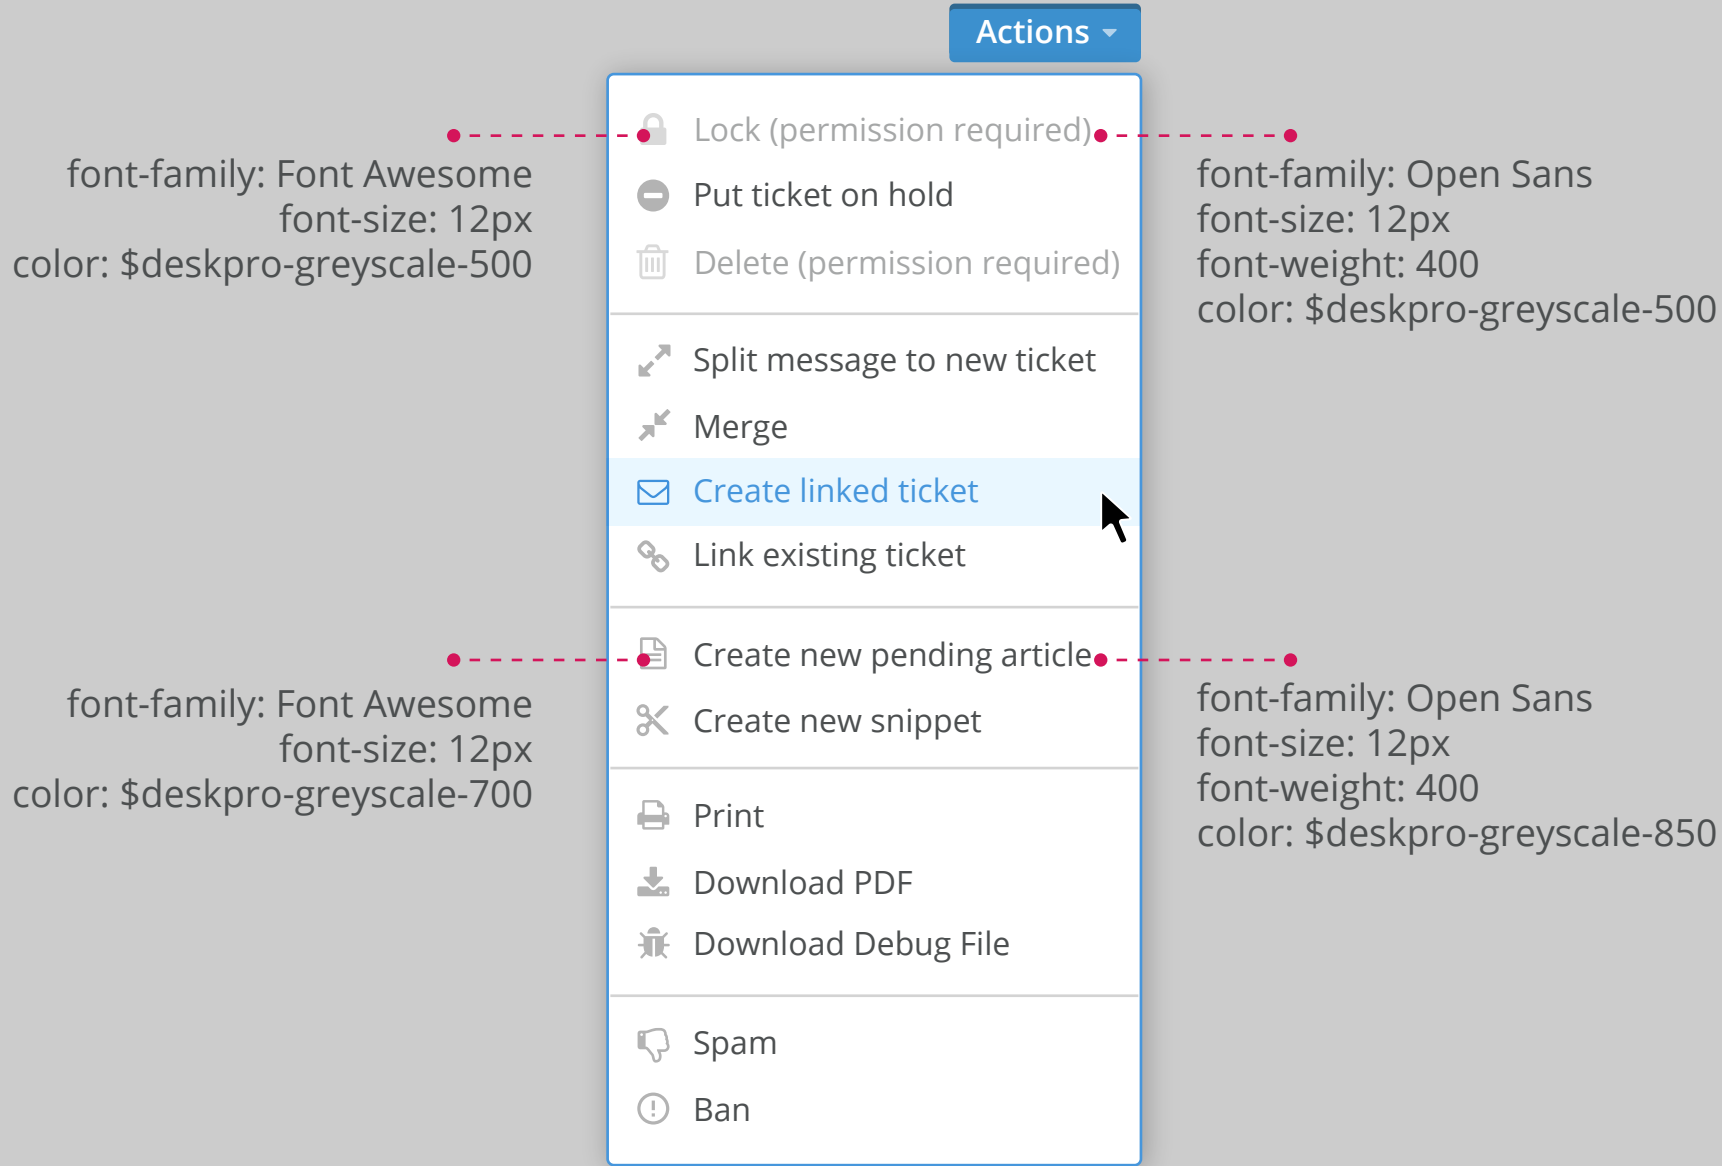 Actions
Lock (permission required)
font-family: Font Awesome
font-size: 12px
color: $deskpro-greyscale-500
font-family: Open Sans
font-size: 12px
font-weight: 400
color: $deskpro-greyscale-500
Put ticket on hold
Delete (permission required)
Split message to new ticket
Merge
Create linked ticket
Link existing ticket
Create new pending article
font-family: Font Awesome
font-size: 12px
color: $deskpro-greyscale-700
font-family: Open Sans
font-size: 12px
font-weight: 400
color: $deskpro-greyscale-850
Create new snippet
Print
Download PDF
Download Debug File
Spam
Ban